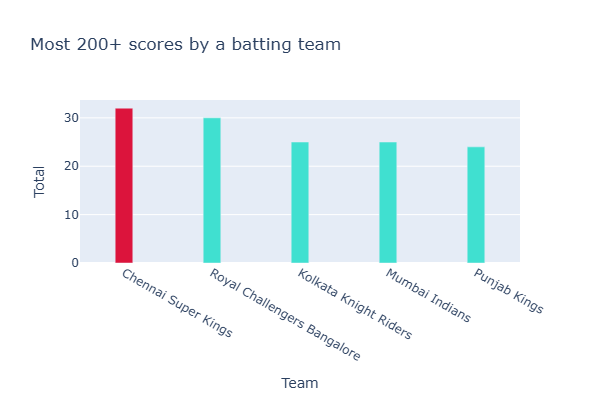 Most 200+ scores by a batting team
Total
30
20
10
0
Chennai Super Kings
Royal Challengers Bangalore
Kolkata Knight Riders
Mumbai Indians
Punjab Kings
Team